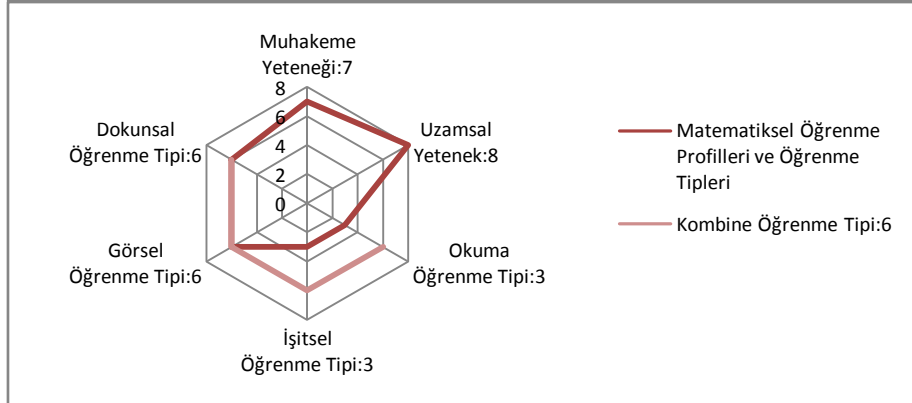 Muhakeme
Yeteneği:7
8
6
4
2
0
Uzamsal
Yetenek:8
Okuma
Öğrenme Tipi:3
İşitsel
Öğrenme Tipi:3
Görsel
Öğrenme Tipi:6
Dokunsal
Öğrenme Tipi:6
Matematiksel Öğrenme
Profilleri ve Öğrenme
Tipleri
Kombine Öğrenme Tipi:6